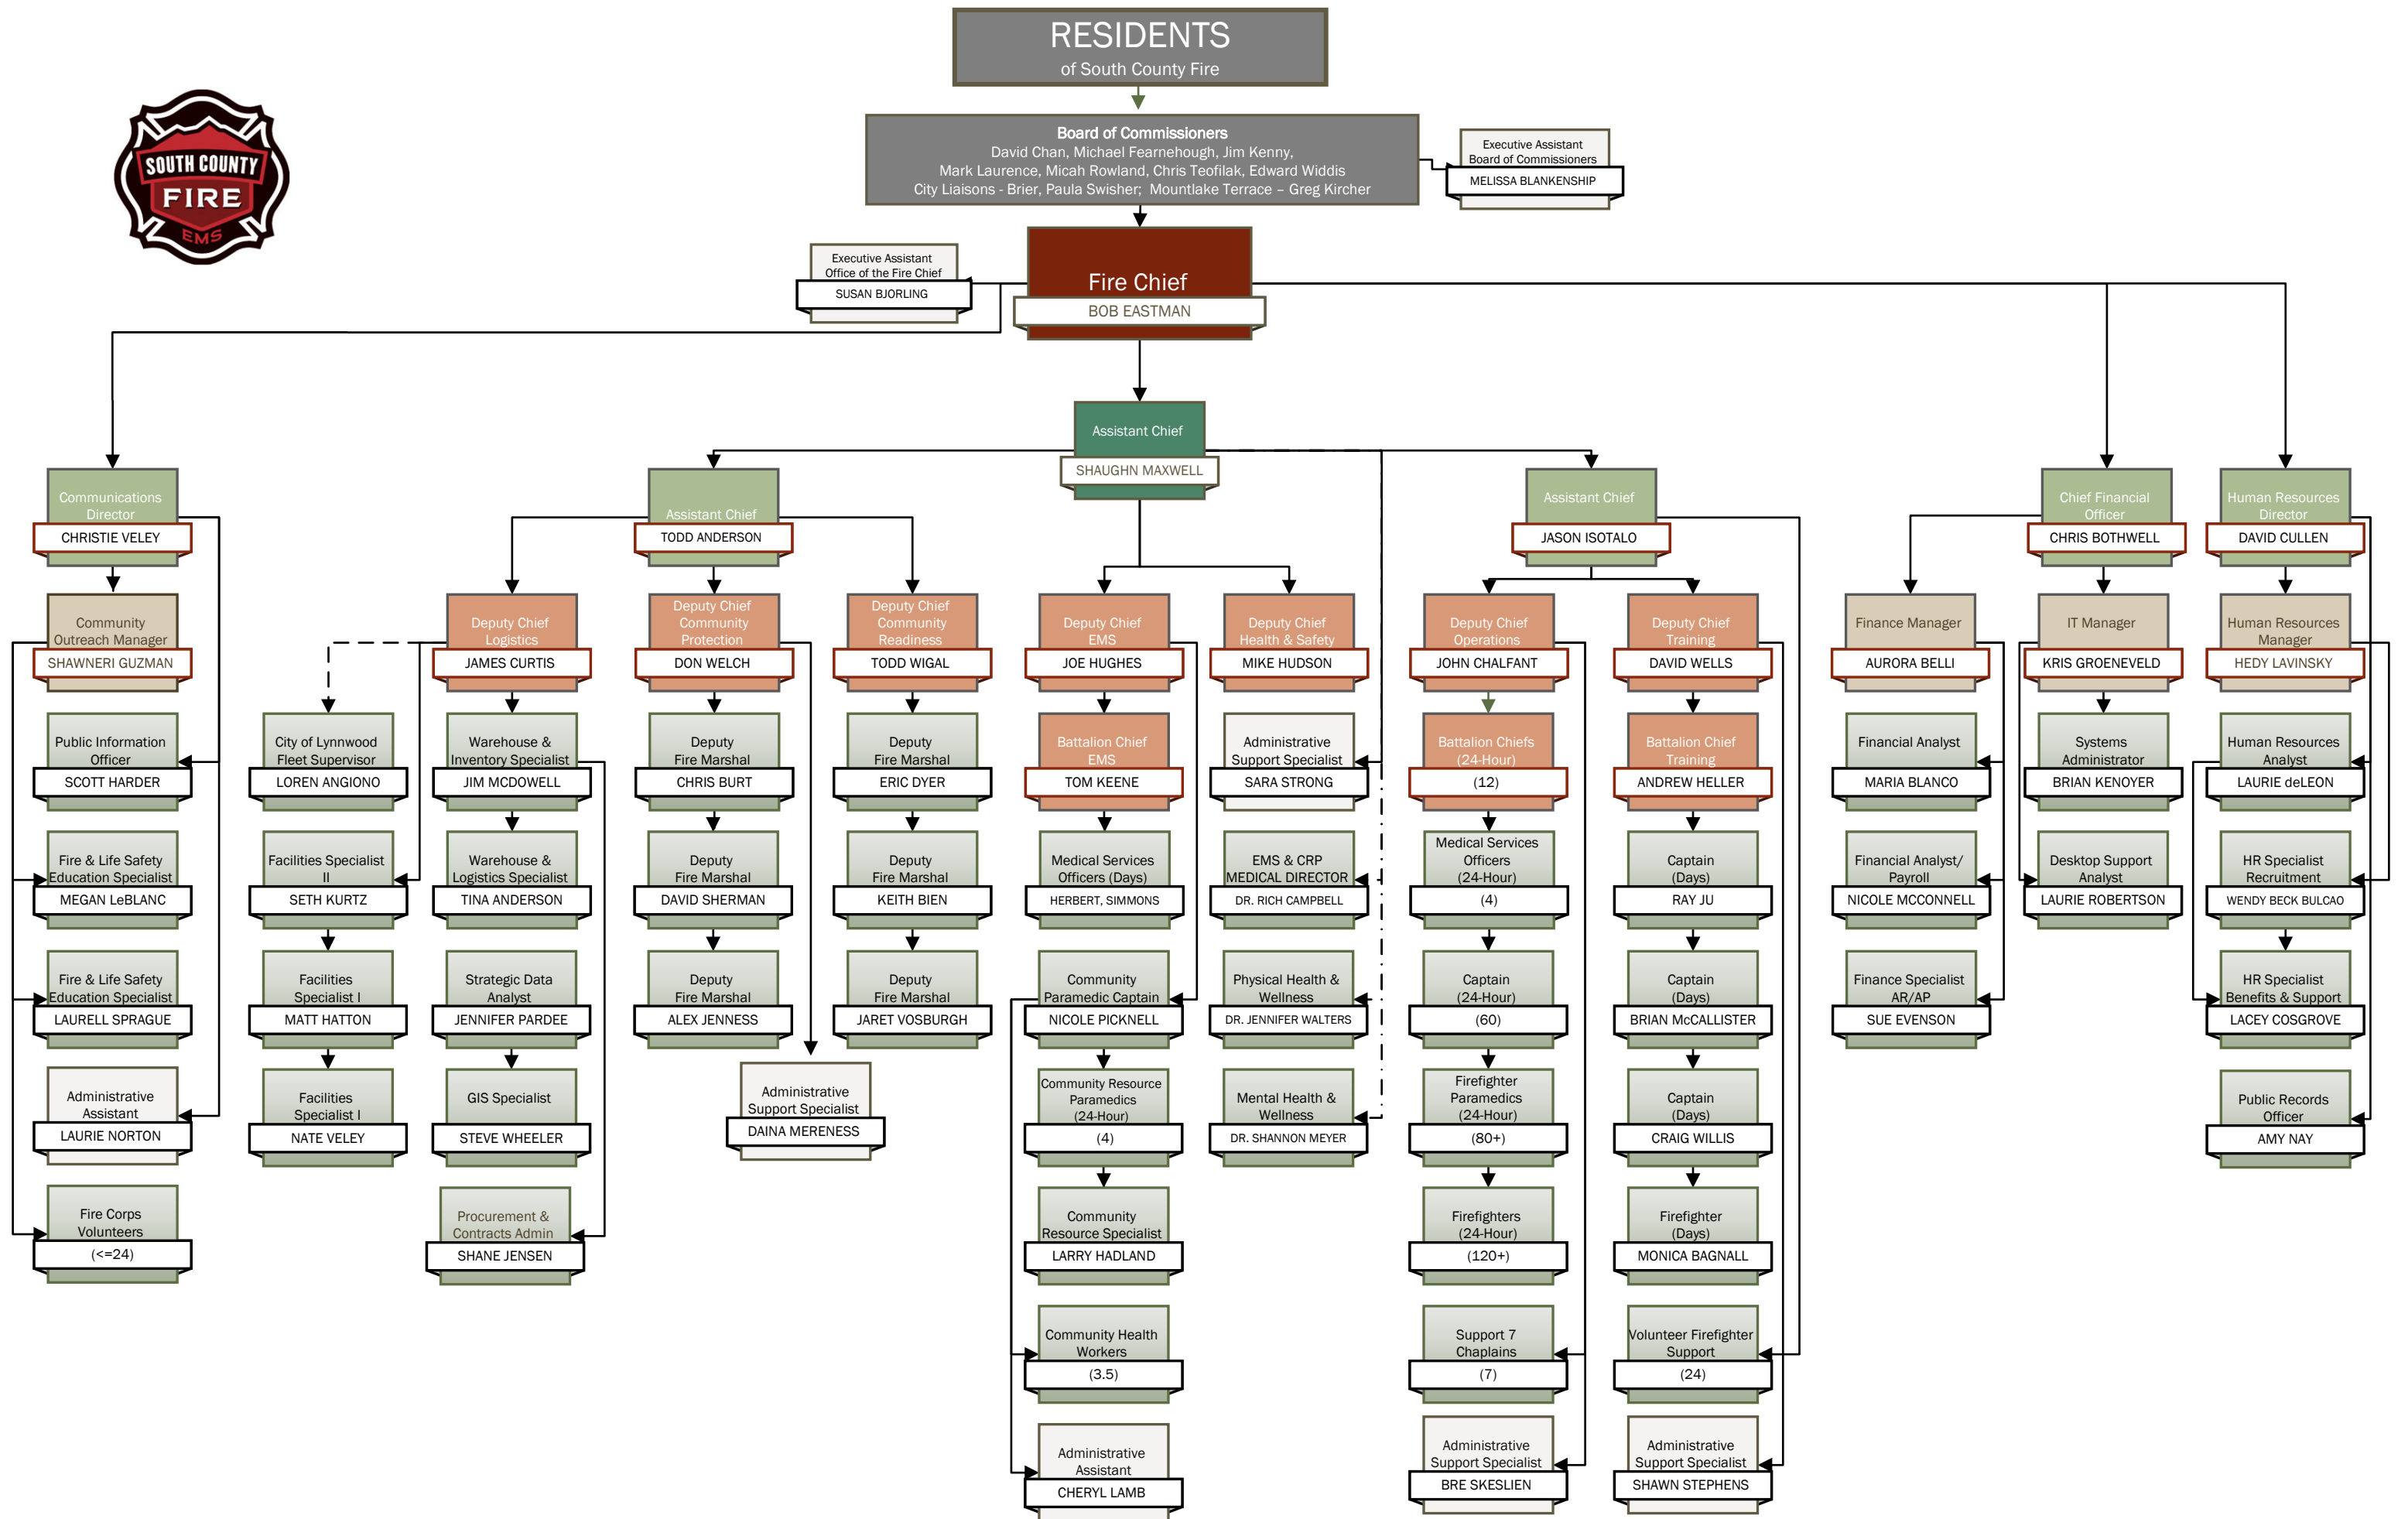 RESIDENTS
of South County Fire
SOUTH COUNTY
FIRE
EMS
Board of Commissioners
David Chan, Michael Fearnehough, Jim Kenny,
Mark Laurence, Micah Rowland, Chris Teofilak, Edward Widdis
City Liaisons - Brier, Paula Swisher;  Mountlake Terrace – Greg Kircher
Executive Assistant
Board of Commissioners
MELISSA BLANKENSHIP
Executive Assistant
Office of the Fire Chief
SUSAN BJORLING
Fire Chief
BOB EASTMAN
Assistant Chief
SHAUGHN MAXWELL
Communications
Director
CHRISTIE VELEY
Community
Outreach Manager
SHAWNERI GUZMAN
Public Information
Officer
SCOTT HARDER
Fire & Life Safety
Education Specialist
MEGAN LeBLANC
Fire & Life Safety
Education Specialist
LAURELL SPRAGUE
Administrative
Assistant
LAURIE NORTON
Fire Corps
Volunteers
(<=24)
Assistant Chief
TODD ANDERSON
Deputy Chief
Logistics
JAMES CURTIS
City of Lynnwood
Fleet Supervisor
LOREN ANGIONO
Facilities Specialist
II
SETH KURTZ
Facilities
Specialist I
MATT HATTON
Facilities
Specialist I
NATE VELEY
Warehouse &
Inventory Specialist
JIM MCDOWELL
Warehouse &
Logistics Specialist
TINA ANDERSON
Strategic Data
Analyst
JENNIFER PARDEE
GIS Specialist
STEVE WHEELER
Procurement &
Contracts Admin
SHANE JENSEN
Deputy Chief
Community
Protection
DON WELCH
Deputy
Fire Marshal
CHRIS BURT
Deputy
Fire Marshal
DAVID SHERMAN
Deputy
Fire Marshal
ALEX JENNESS
Administrative
Support Specialist
DAINA MERENESS
Deputy Chief
Community
Readiness
TODD WIGAL
Deputy
Fire Marshal
ERIC DYER
Deputy
Fire Marshal
KEITH BIEN
Deputy
Fire Marshal
JARET VOSBURGH
Deputy Chief
EMS
JOE HUGHES
Battalion Chief
EMS
TOM KEENE
Medical Services
Officers (Days)
HERBERT, SIMMONS
Community
Paramedic Captain
NICOLE PICKNELL
Community Resource
Paramedics
(24-Hour)
(4)
Community
Resource Specialist
LARRY HADLAND
Community Health
Workers
(3.5)
Administrative
Assistant
CHERYL LAMB
Deputy Chief
Health & Safety
MIKE HUDSON
Administrative
Support Specialist
SARA STRONG
EMS & CRP
MEDICAL DIRECTOR
DR. RICH CAMPBELL
Physical Health &
Wellness
DR. JENNIFER WALTERS
Mental Health &
Wellness
DR. SHANNON MEYER
Assistant Chief
JASON ISOTALO
Deputy Chief
Operations
JOHN CHALFANT
Battalion Chiefs
(24-Hour)
(12)
Medical Services
Officers
(24-Hour)
(4)
Captain
(24-Hour)
(60)
Firefighter
Paramedics
(24-Hour)
(80+)
Firefighters
(24-Hour)
(120+)
Support 7
Chaplains
(7)
Administrative
Support Specialist
BRE SKESLIEN
Deputy Chief
Training
DAVID WELLS
Battalion Chief
Training
ANDREW HELLER
Captain
(Days)
RAY JU
Captain
(Days)
BRIAN McCALLISTER
Captain
(Days)
CRAIG WILLIS
Firefighter
(Days)
MONICA BAGNALL
Volunteer Firefighter
Support
(24)
Administrative
Support Specialist
SHAWN STEPHENS
Chief Financial
Officer
CHRIS BOTHWELL
Finance Manager
AURORA BELLI
Financial Analyst
MARIA BLANCO
Financial Analyst/
Payroll
NICOLE MCCONNELL
Finance Specialist
AR/AP
SUE EVENSON
IT Manager
KRIS GROENEVELD
Systems
Administrator
BRIAN KENOYER
Desktop Support
Analyst
LAURIE ROBERTSON
Human Resources
Director
DAVID CULLEN
Human Resources
Manager
HEDY LAVINSKY
Human Resources
Analyst
LAURIE deLEON
HR Specialist
Recruitment
WENDY BECK BULCAO
HR Specialist
Benefits & Support
LACEY COSGROVE
Public Records
Officer
AMY NAY